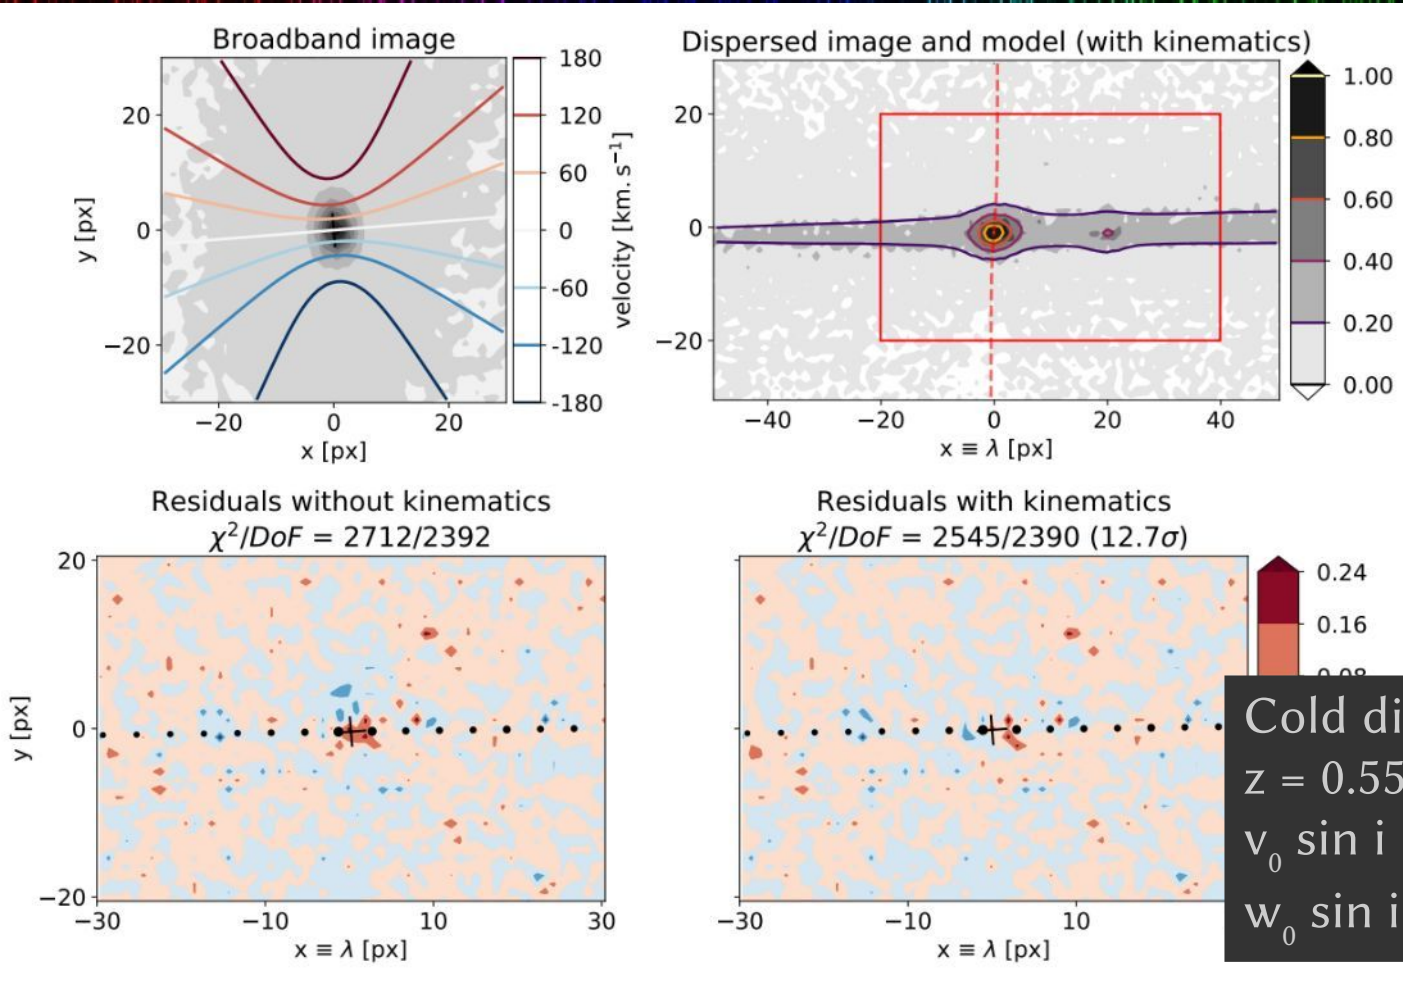 Broadband image
180
120
60
0
-60
-120
-180
velocity [km. s⁻¹]
20
0
−20
y [px]
−20 0 20
x [px]
Dispersed image and model (with kinematics)
20
0
−20
−40 −20 0 20 40
x ≡ λ [px]
1.00
0.80
0.60
0.40
0.20
0.00
Residuals without kinematics
χ²/DoF = 2712/2392
20
0
−20
y [px]
−30 −10 10 30
x ≡ λ [px]
Residuals with kinematics
χ²/DoF = 2545/2390 (12.7σ)
−30 −10 10
x ≡ λ [px]
0.24
0.16
Cold di
z = 0.55
v₀ sin i
w₀ sin i